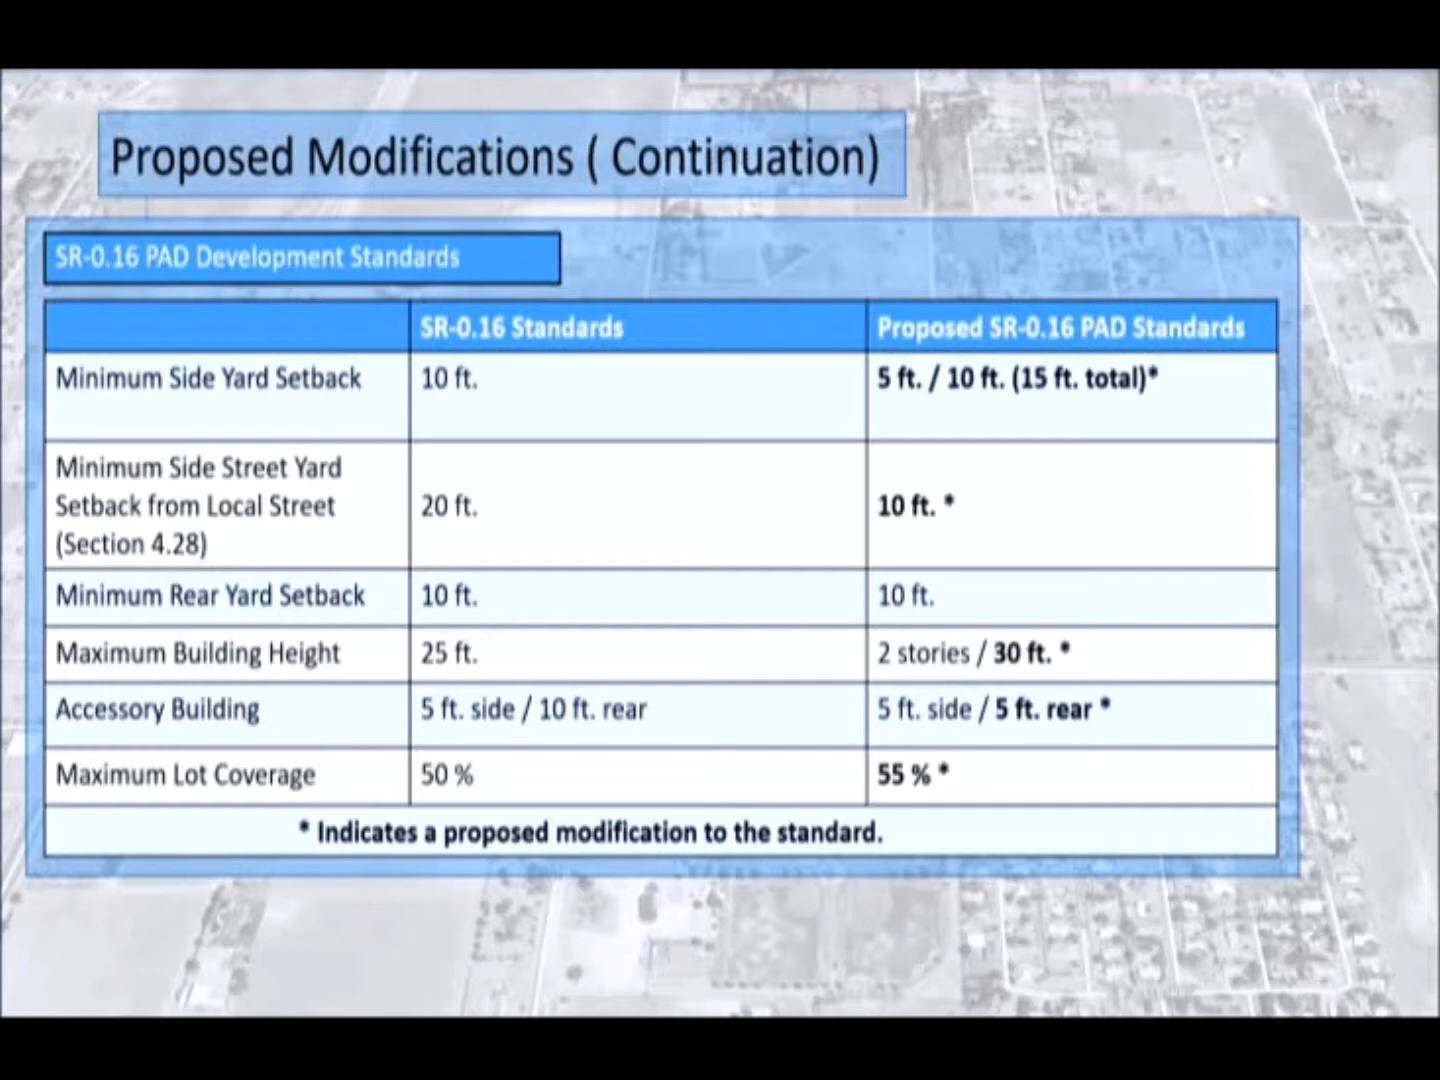 Proposed Modifications ( Continuation)
SR-0.16 PAD Development Standards
SR-0.16 Standards
Proposed SR-0.16 PAD Standards
Minimum Side Yard Setback
10 ft.
5 ft. / 10 ft. (15 ft. total)*
Minimum Side Street Yard
Setback from Local Street
(Section 4.28)
20 ft.
10 ft. *
Minimum Rear Yard Setback
10 ft.
10 ft.
Maximum Building Height
25 ft.
2 stories / 30 ft. *
Accessory Building
5 ft. side / 10 ft. rear
5 ft. side / 5 ft. rear *
Maximum Lot Coverage
50 %
55 % *
* Indicates a proposed modification to the standard.